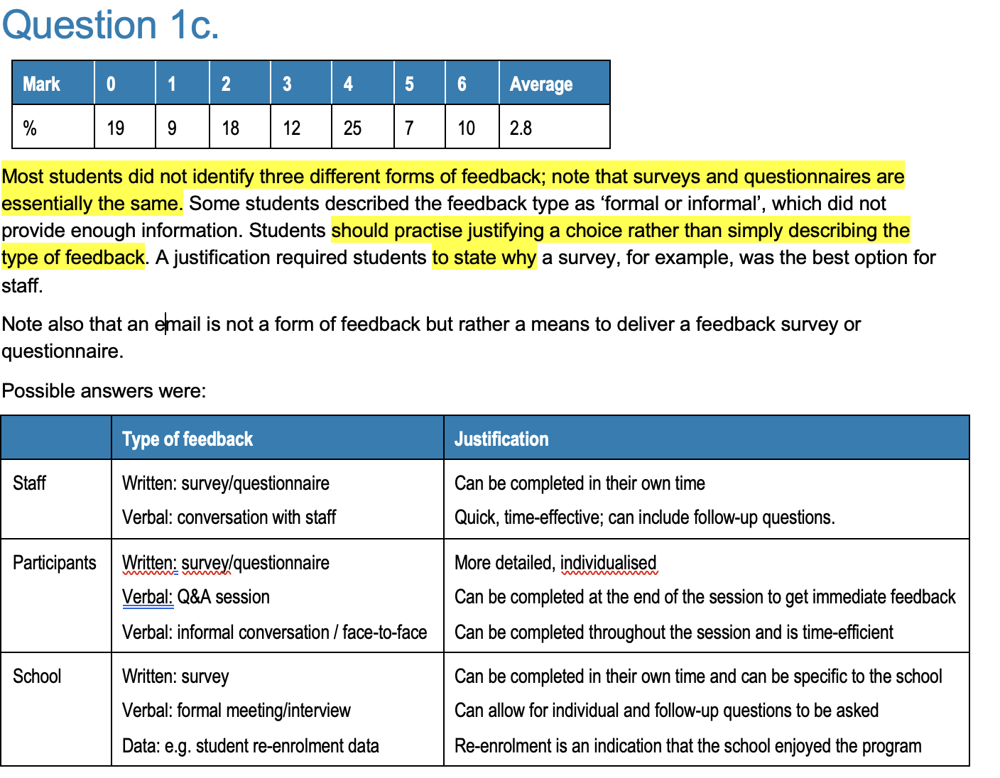 Question 1c.
Mark 0 1 2 3 4 5 6 Average
% 19 9 18 12 25 7 10 2.8
Most students did not identify three different forms of feedback; note that surveys and questionnaires are
essentially the same. Some students described the feedback type as ‘formal or informal’, which did not
provide enough information. Students should practise justifying a choice rather than simply describing the
type of feedback. A justification required students to state why a survey, for example, was the best option for
staff.
Note also that an email is not a form of feedback but rather a means to deliver a feedback survey or
questionnaire.
Possible answers were:
Type of feedback Justification
Staff Written: survey/questionnaire Can be completed in their own time
Verbal: conversation with staff Quick, time-effective; can include follow-up questions.
Participants Written: survey/questionnaire More detailed, individualised
Verbal: Q&A session Can be completed at the end of the session to get immediate feedback
Verbal: informal conversation / face-to-face Can be completed throughout the session and is time-efficient
School Written: survey Can be completed in their own time and can be specific to the school
Verbal: formal meeting/interview Can allow for individual and follow-up questions to be asked
Data: e.g. student re-enrolment data Re-enrolment is an indication that the school enjoyed the program